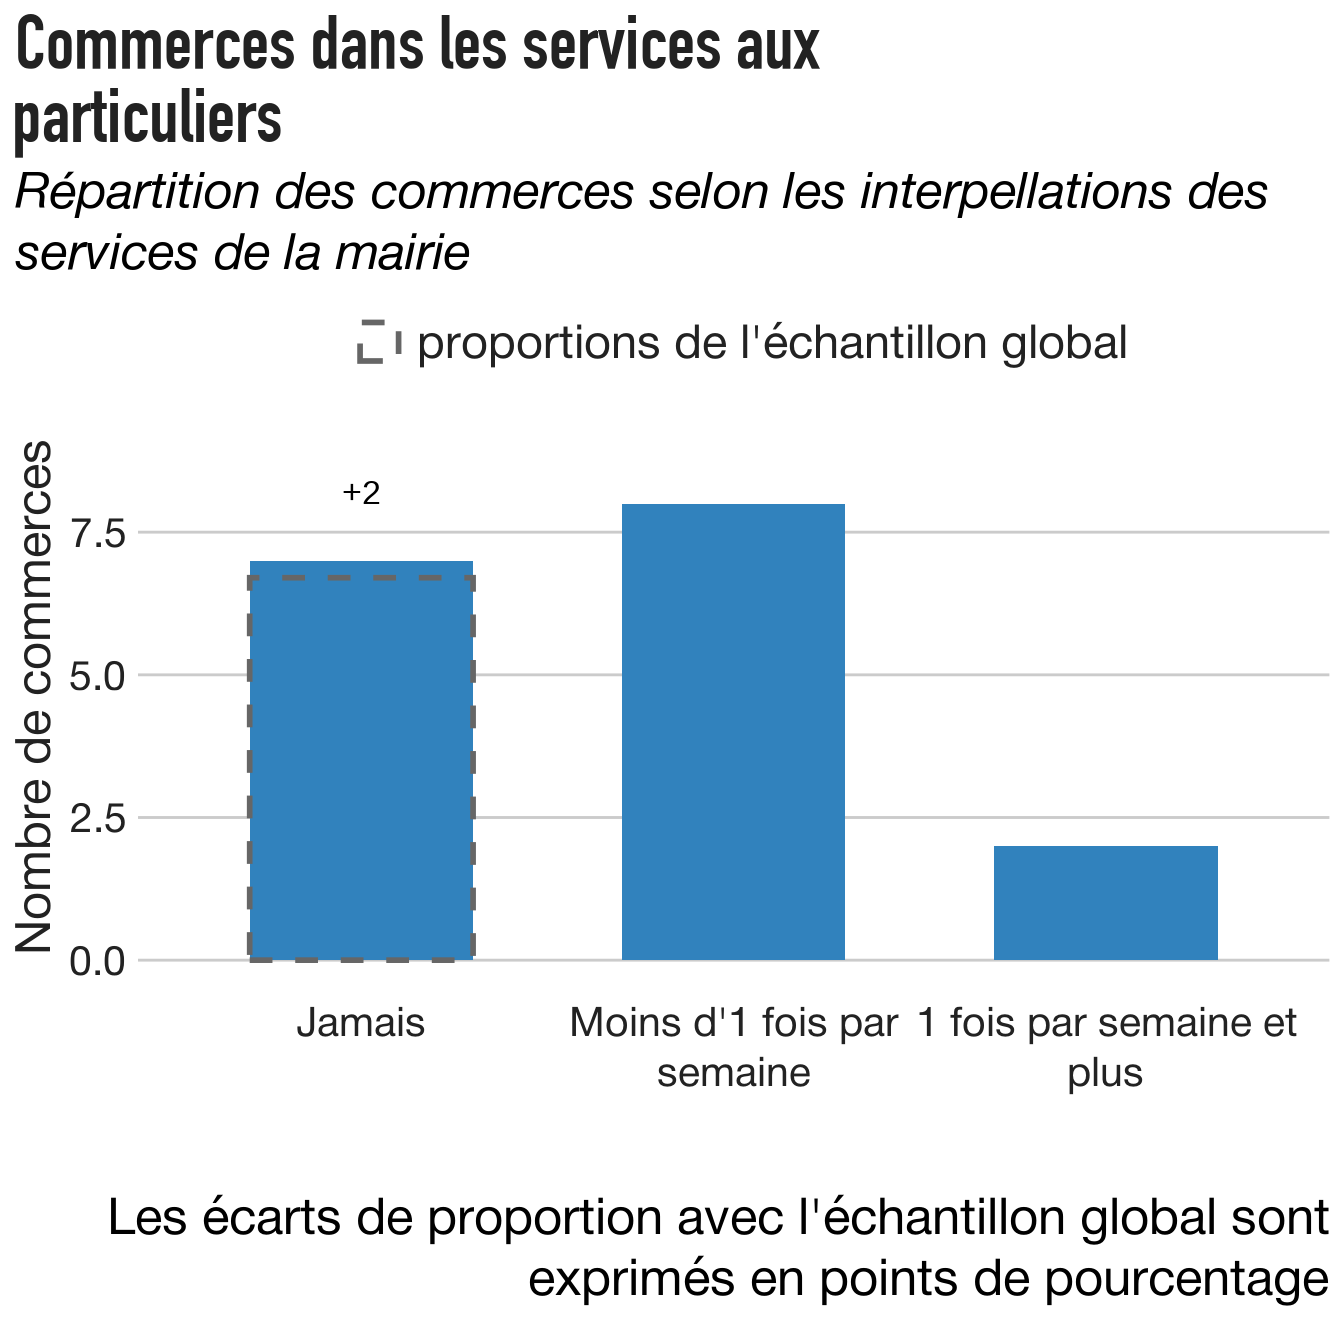 Commerces dans les services aux
particuliers
Répartition des commerces selon les interpellations des
services de la mairie
proportions de l'échantillon global
Nombre de commerces
+2
7.5
5.0
2.5
0.0
Jamais
Moins d'1 fois par
semaine
1 fois par semaine et
plus
Les écarts de proportion avec l'échantillon global sont
exprimés en points de pourcentage